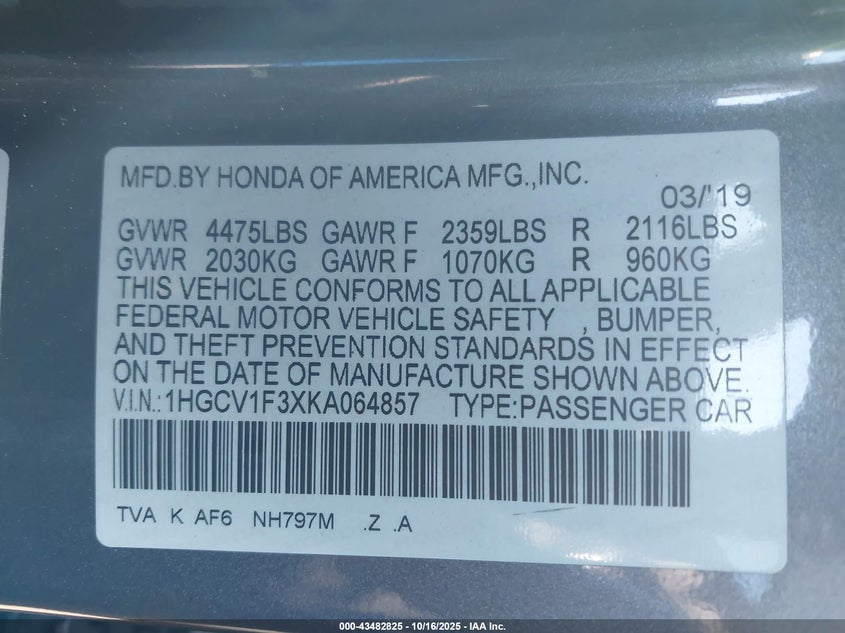 MFD.BY HONDA OF AMERICA MFG.,INC.
03/'19
GVWR 4475LBS GAWR F 2359LBS R 2116LBS
GVWR 2030KG GAWR F 1070KG R 960KG
THIS VEHICLE CONFORMS TO ALL APPLICABLE
FEDERAL MOTOR VEHICLE SAFETY , BUMPER,
AND THEFT PREVENTION STANDARDS IN EFFECT
ON THE DATE OF MANUFACTURE SHOWN ABOVE.
V.I.N.:1HGCV1F3XKA064857 TYPE:PASSENGER CAR
TVA K AF6 NH797M .Z .A
000-43482825 - 10/16/2025 - IAA Inc.